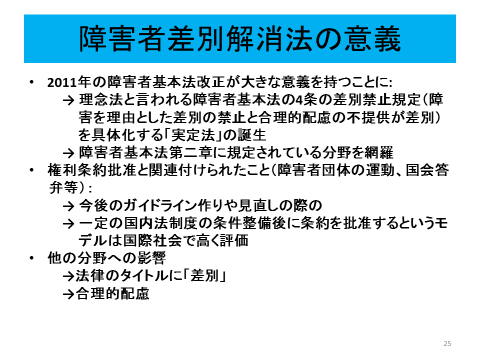 障害者差別解消法の意義
• 2011年の障害者基本法改正が大きな意義を持つことに:
→ 理念法と言われる障害者基本法の4条の差別禁止規定（障
害を理由とした差別の禁止と合理的配慮の不提供が差別）
を具体化する「実定法」の誕生
→ 障害者基本法第二章に規定されている分野を網羅
• 権利条約批准と関連付けられたこと（障害者団体の運動、国会答
弁等）:
→ 今後のガイドライン作りや見直しの際の
→ 一定の国内法制度の条件整備後に条約を批准するというモ
デルは国際社会で高く評価
• 他の分野への影響
→法律のタイトルに「差別」
→合理的配慮
25